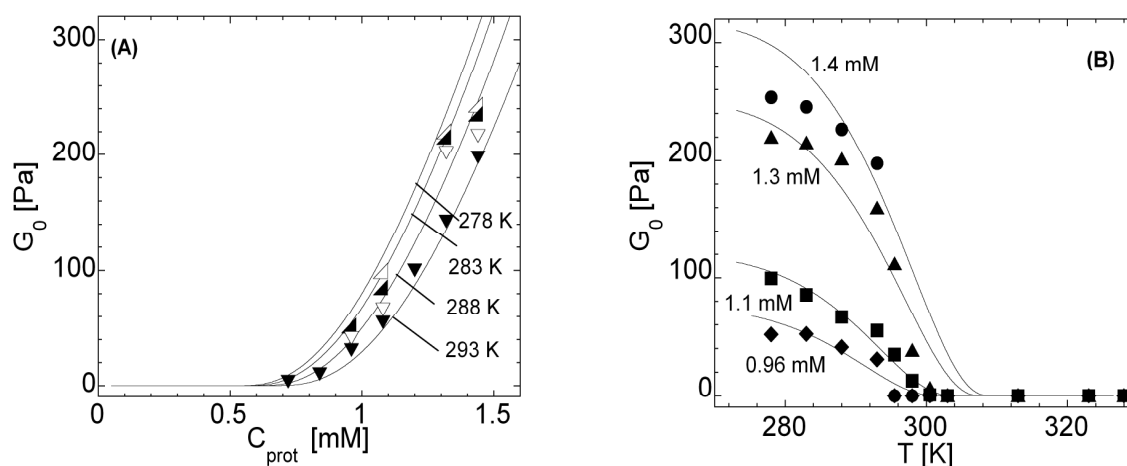 (A)
300
200
100
0
G0 [Pa]
278 K
283 K
288 K
293 K
0
0.5
1
1.5
Cprot [mM]
(B)
300
200
100
0
G0 [Pa]
1.4 mM
1.3 mM
1.1 mM
0.96 mM
280
300
320
T [K]